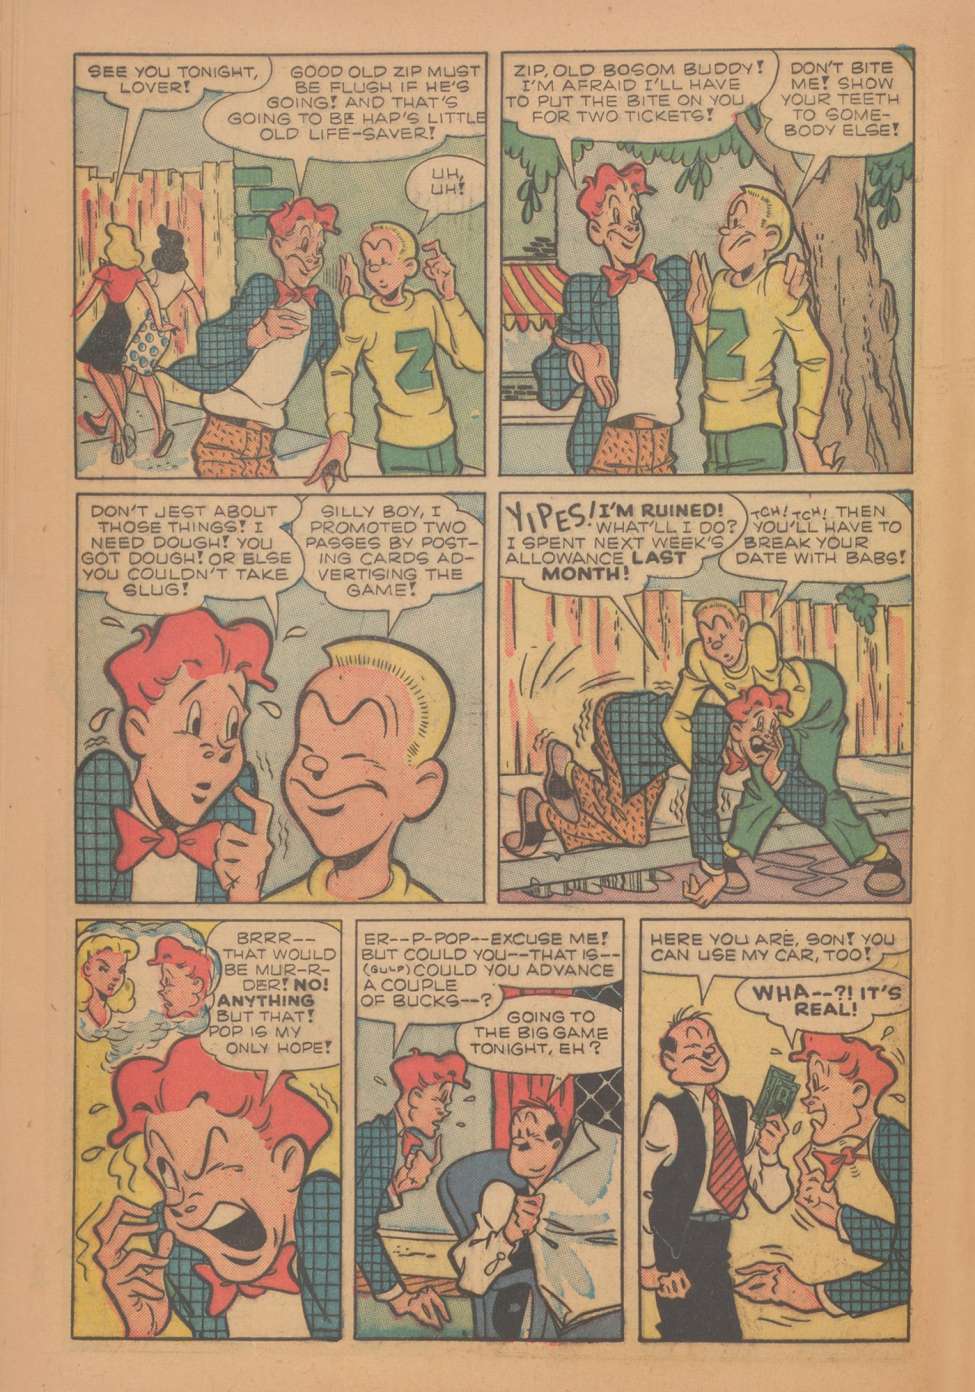 SEE YOU TONIGHT,
LOVER!
GOOD OLD ZIP MUST
BE FLUSH IF HE'S
GOING! AND THAT'S
GOING TO BE HAP'S LITTLE
OLD LIFE-SAVER!
UH,
UH!
Z
ZIP, OLD BOSOM BUDDY!
I'M AFRAID I'LL HAVE
TO PUT THE BITE ON YOU
FOR TWO TICKETS!
DON'T BITE
ME! SHOW
YOUR TEETH
TO SOME-
BODY ELSE!
Z
DON'T JEST ABOUT
THOSE THINGS! I
NEED DOUGH! YOU
GOT DOUGH! OR ELSE
YOU COULDN'T TAKE
SLUG!
SILLY BOY, I
PROMOTED TWO
PASSES BY POST-
ING CARDS AD-
VERTISING THE
GAME!
YIPES! I'M RUINED!
WHAT'LL I DO?
I SPENT NEXT WEEK'S
ALLOWANCE LAST
MONTH!
TCH! TCH! THEN
YOU'LL HAVE TO
BREAK YOUR
DATE WITH BABS!
BRRR--
THAT WOULD
BE MUR-R-
DER! NO!
ANYTHING
BUT THAT!
POP IS MY
ONLY HOPE!
ER--P-POP--EXCUSE ME!
BUT COULD YOU--THAT IS--
(GULP) COULD YOU ADVANCE
A COUPLE
OF BUCKS--?
GOING TO
THE BIG GAME
TONIGHT, EH?
HERE YOU ARE, SON! YOU
CAN USE MY CAR, TOO!
WHA--?! IT'S
REAL!